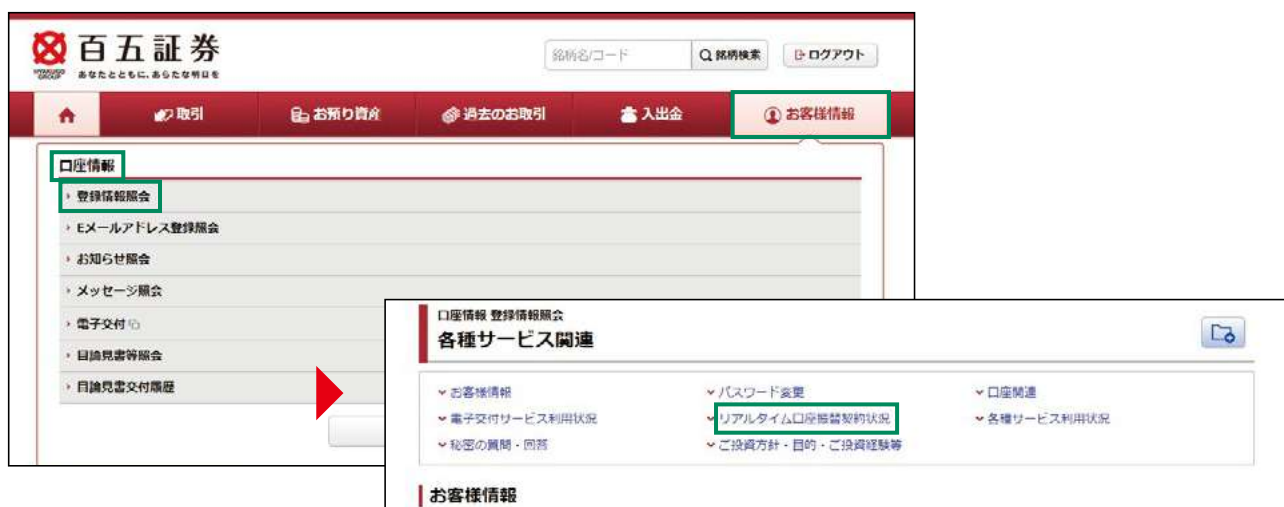 百五証券
HYAKUGO GROUP あなたとともに、あらたな明日を
銘柄名/コード
銘柄検索
ログアウト
取引
お預り資産
過去のお取引
入出金
お客様情報
口座情報
登録情報照会
Eメールアドレス登録照会
お知らせ照会
メッセージ照会
電子交付
目論見書等照会
目論見書交付履歴
口座情報 登録情報照会
各種サービス関連
お客様情報
パスワード変更
口座関連
電子交付サービス利用状況
リアルタイム口座振替契約状況
各種サービス利用状況
秘密の質問・回答
ご投資方針・目的・ご投資経験等
お客様情報